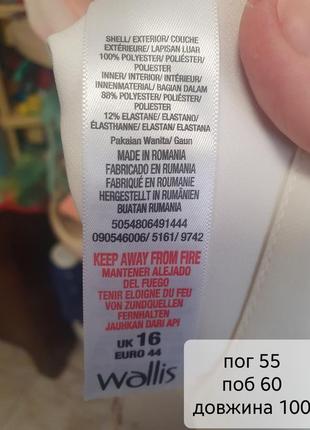 SHELL/ EXTERIOR/ COUCHE
EXTÉRIEURE/ LAPISAN LUAR
100% POLYESTER/ POLIÉSTER/
POLIESTER
INNER/ INTERIOR/ INTÉRIEUR/
INNENMATERIAL/ BAGIAN DALAM
88% POLYESTER/ POLIÉSTER/
POLIESTER
12% ELASTANE/ ELASTANO/
ÉLASTHANNE/ ELASTAN/ ELASTANA
Pakaian Wanita/ Gaun
MADE IN ROMANIA
FABRICADO EN RUMANÍA
FABRIQUÉ EN ROUMANIE
HERGESTELLT IN RUMÄNIEN
BUATAN RUMANIA
5054806491444
090546006/ 5161/ 9742
KEEP AWAY FROM FIRE
MANTENER ALEJADO
DEL FUEGO
TENIR ELOIGNE DU FEU
VON ZUNDQUELLEN
FERNHALTEN
JAUHKAN DARI API
UK 16
EURO 44
wallis
пог 55
поб 60
довжина 100